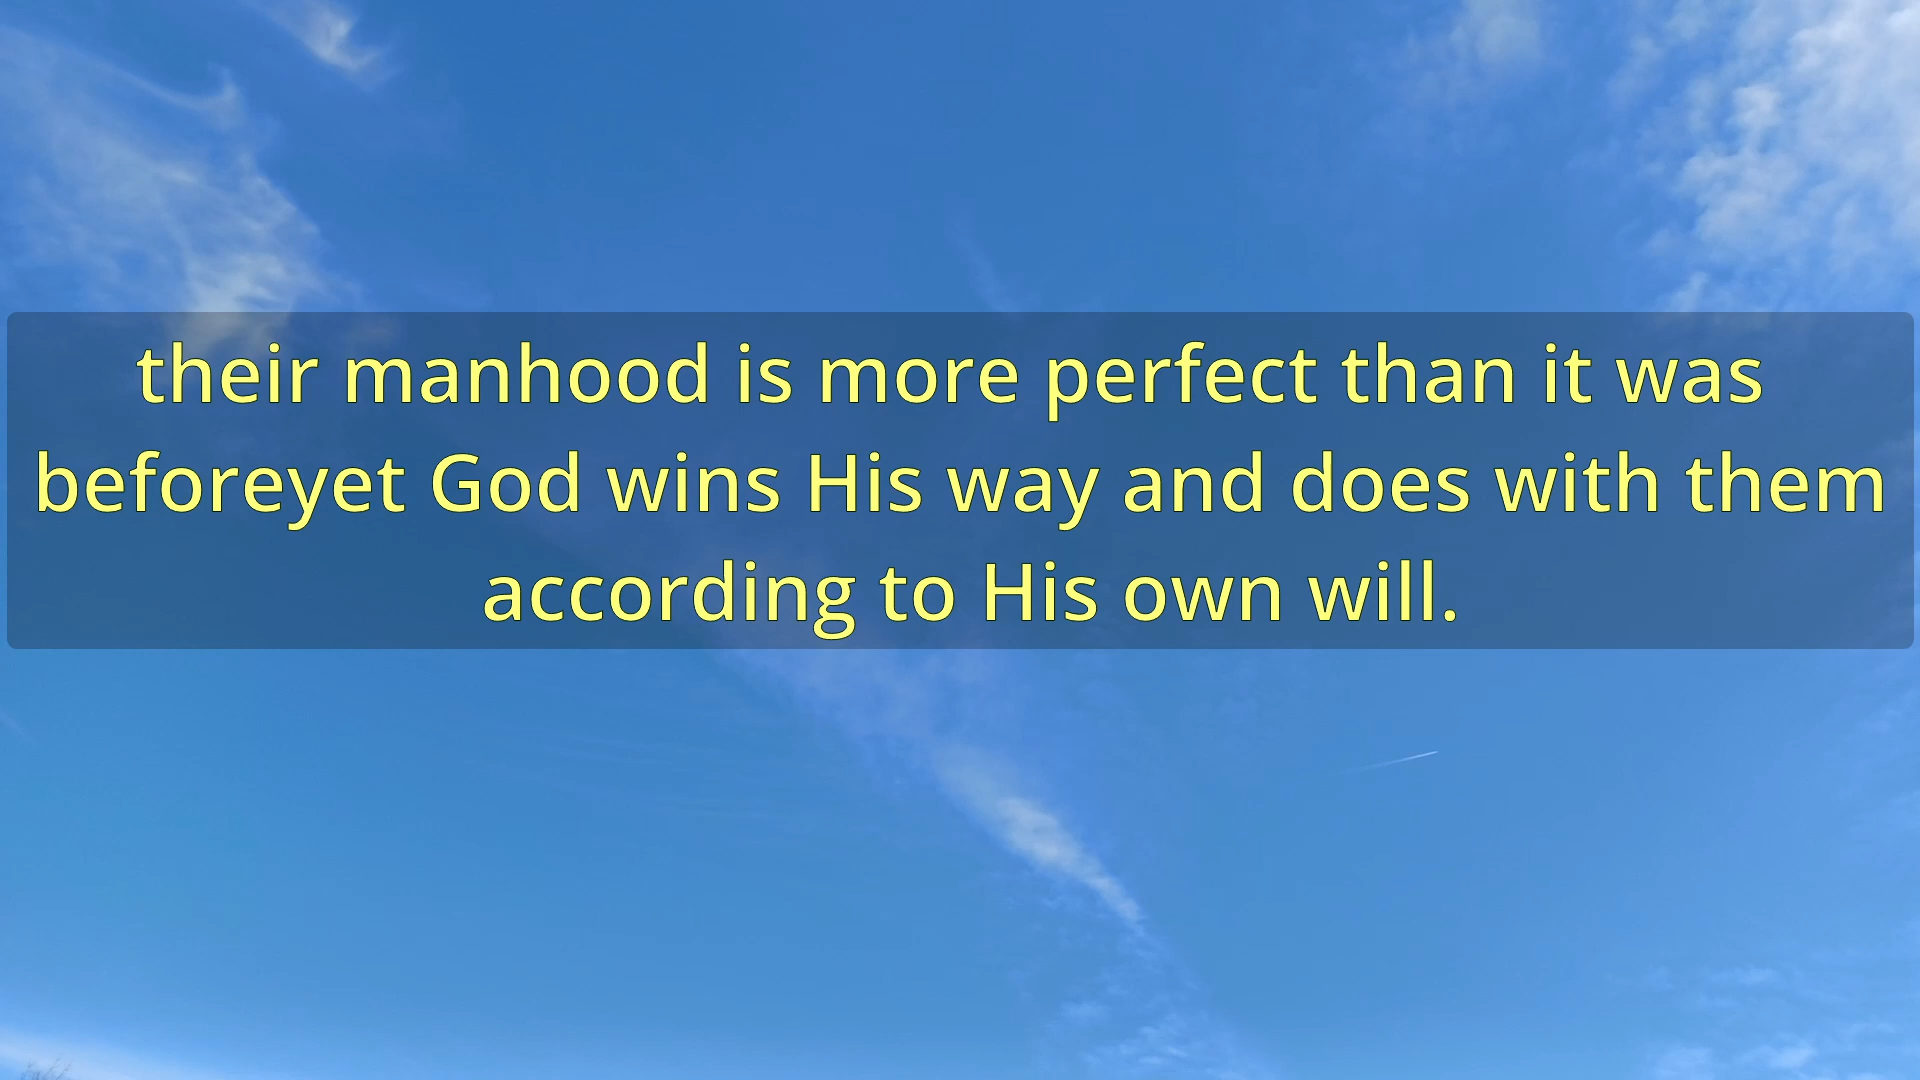 their manhood is more perfect than it was
beforeyet God wins His way and does with them
according to His own will.